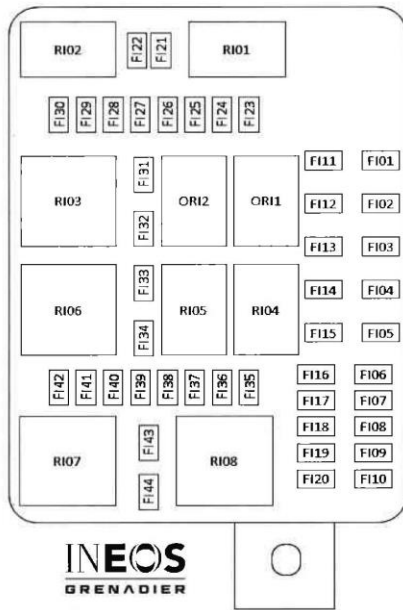 RI02 FI22 FI21 RI01
FI30 FI29 FI28 FI27 FI26 FI25 FI24 FI23
RI03 FI31 FI32 ORI2 ORI1
FI11 FI01
FI12 FI02
FI13 FI03
RI06 FI33 FI34 RI05 RI04
FI14 FI04
FI15 FI05
FI42 FI41 FI40 FI39 FI38 FI37 FI36 FI35
FI16 FI06
FI17 FI07
FI18 FI08
FI19 FI09
FI20 FI10
RI07 FI43 FI44 RI08
INEOS
GRENADIER